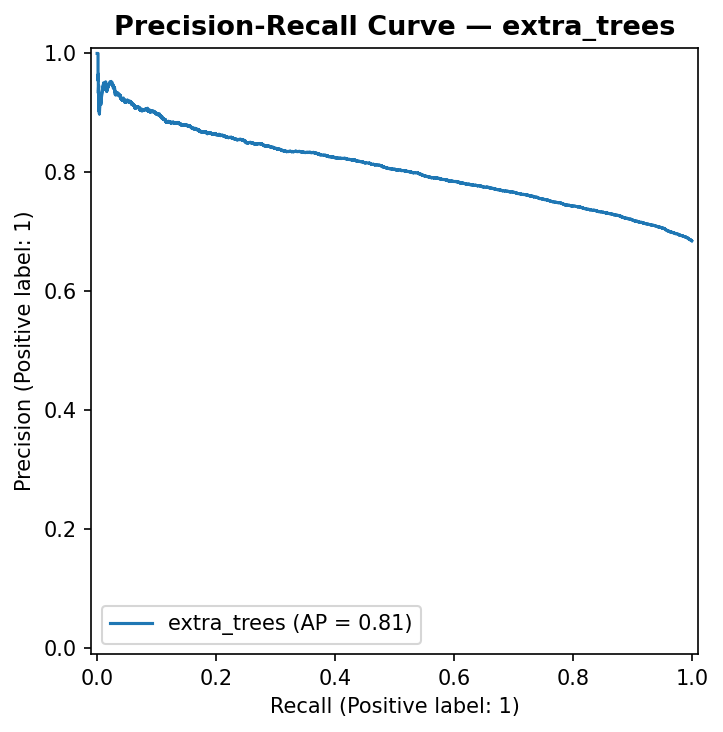 Precision-Recall Curve — extra_trees
1.0
0.8
0.6
0.4
0.2
0.0
Precision (Positive label: 1)
extra_trees (AP = 0.81)
0.0 0.2 0.4 0.6 0.8 1.0
Recall (Positive label: 1)